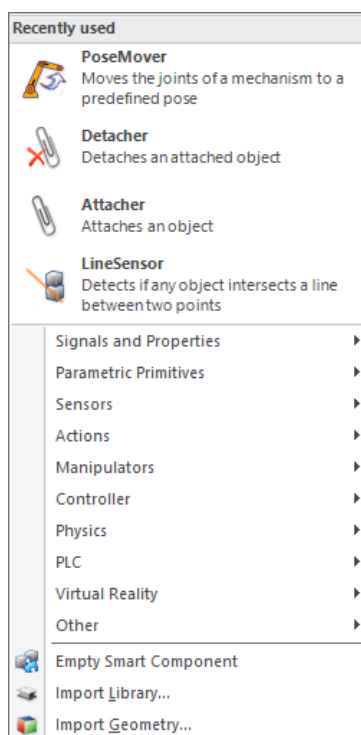 Recently used
PoseMover
Moves the joints of a mechanism to a
predefined pose
Detacher
Detaches an attached object
Attacher
Attaches an object
LineSensor
Detects if any object intersects a line
between two points
Signals and Properties
Parametric Primitives
Sensors
Actions
Manipulators
Controller
Physics
PLC
Virtual Reality
Other
Empty Smart Component
Import Library...
Import Geometry...